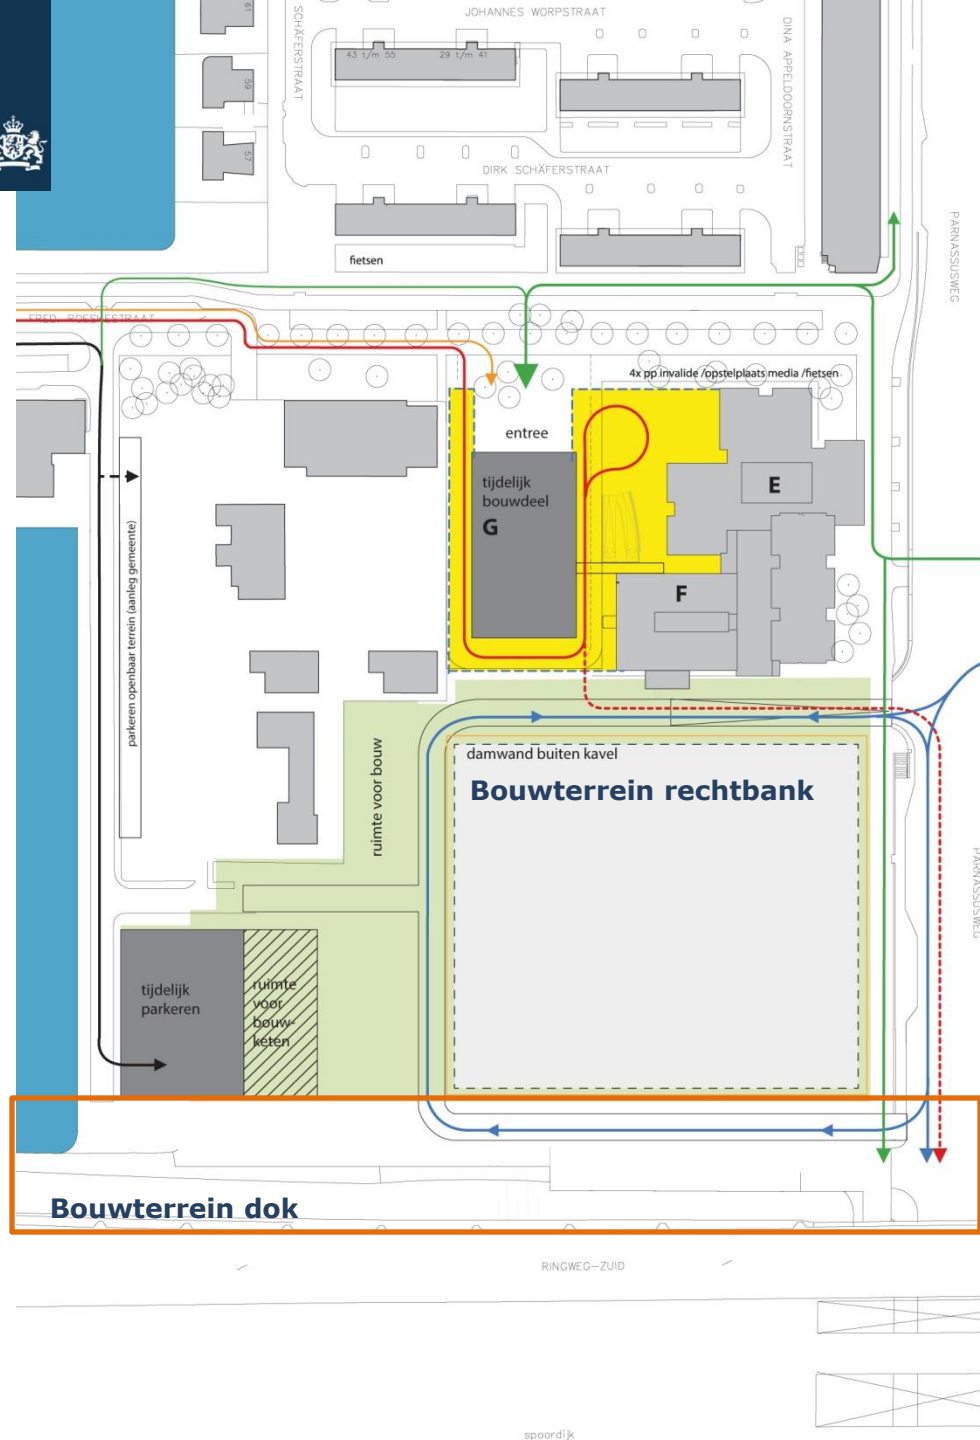 JOHANNES WORPSTRAAT
SCHÄFERSTRAAT
DINA APPELDOORNSTRAAT
61
59
57
43 t/m 55
29 t/m 41
DIRK SCHÄFERSTRAAT
PARNASSUSWEG
fietsen
FRED. ROESKESTRAAT
4x pp invalide /opstelplaats media /fietsen
entree
tijdelijk
bouwdeel
G
E
F
parkeren openbaar terrein (aanleg gemeente)
ruimte voor bouw
damwand buiten kavel
Bouwterrein rechtbank
PARNASSUSWEG
tijdelijk
parkeren
ruimte
voor
bouw-
keten
Bouwterrein dok
RINGWEG-ZUID
spoordijk